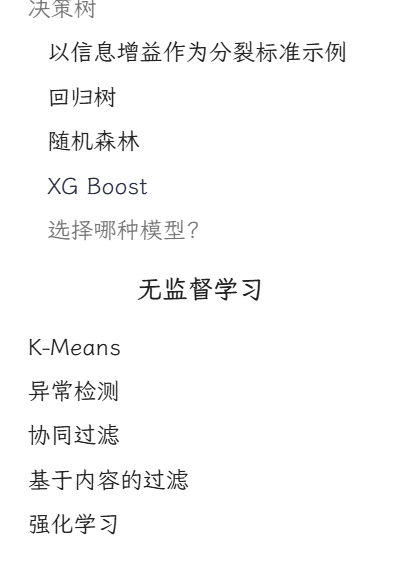 决策树
以信息增益作为分裂标准示例
回归树
随机森林
XG Boost
选择哪种模型?
无监督学习
K-Means
异常检测
协同过滤
基于内容的过滤
强化学习